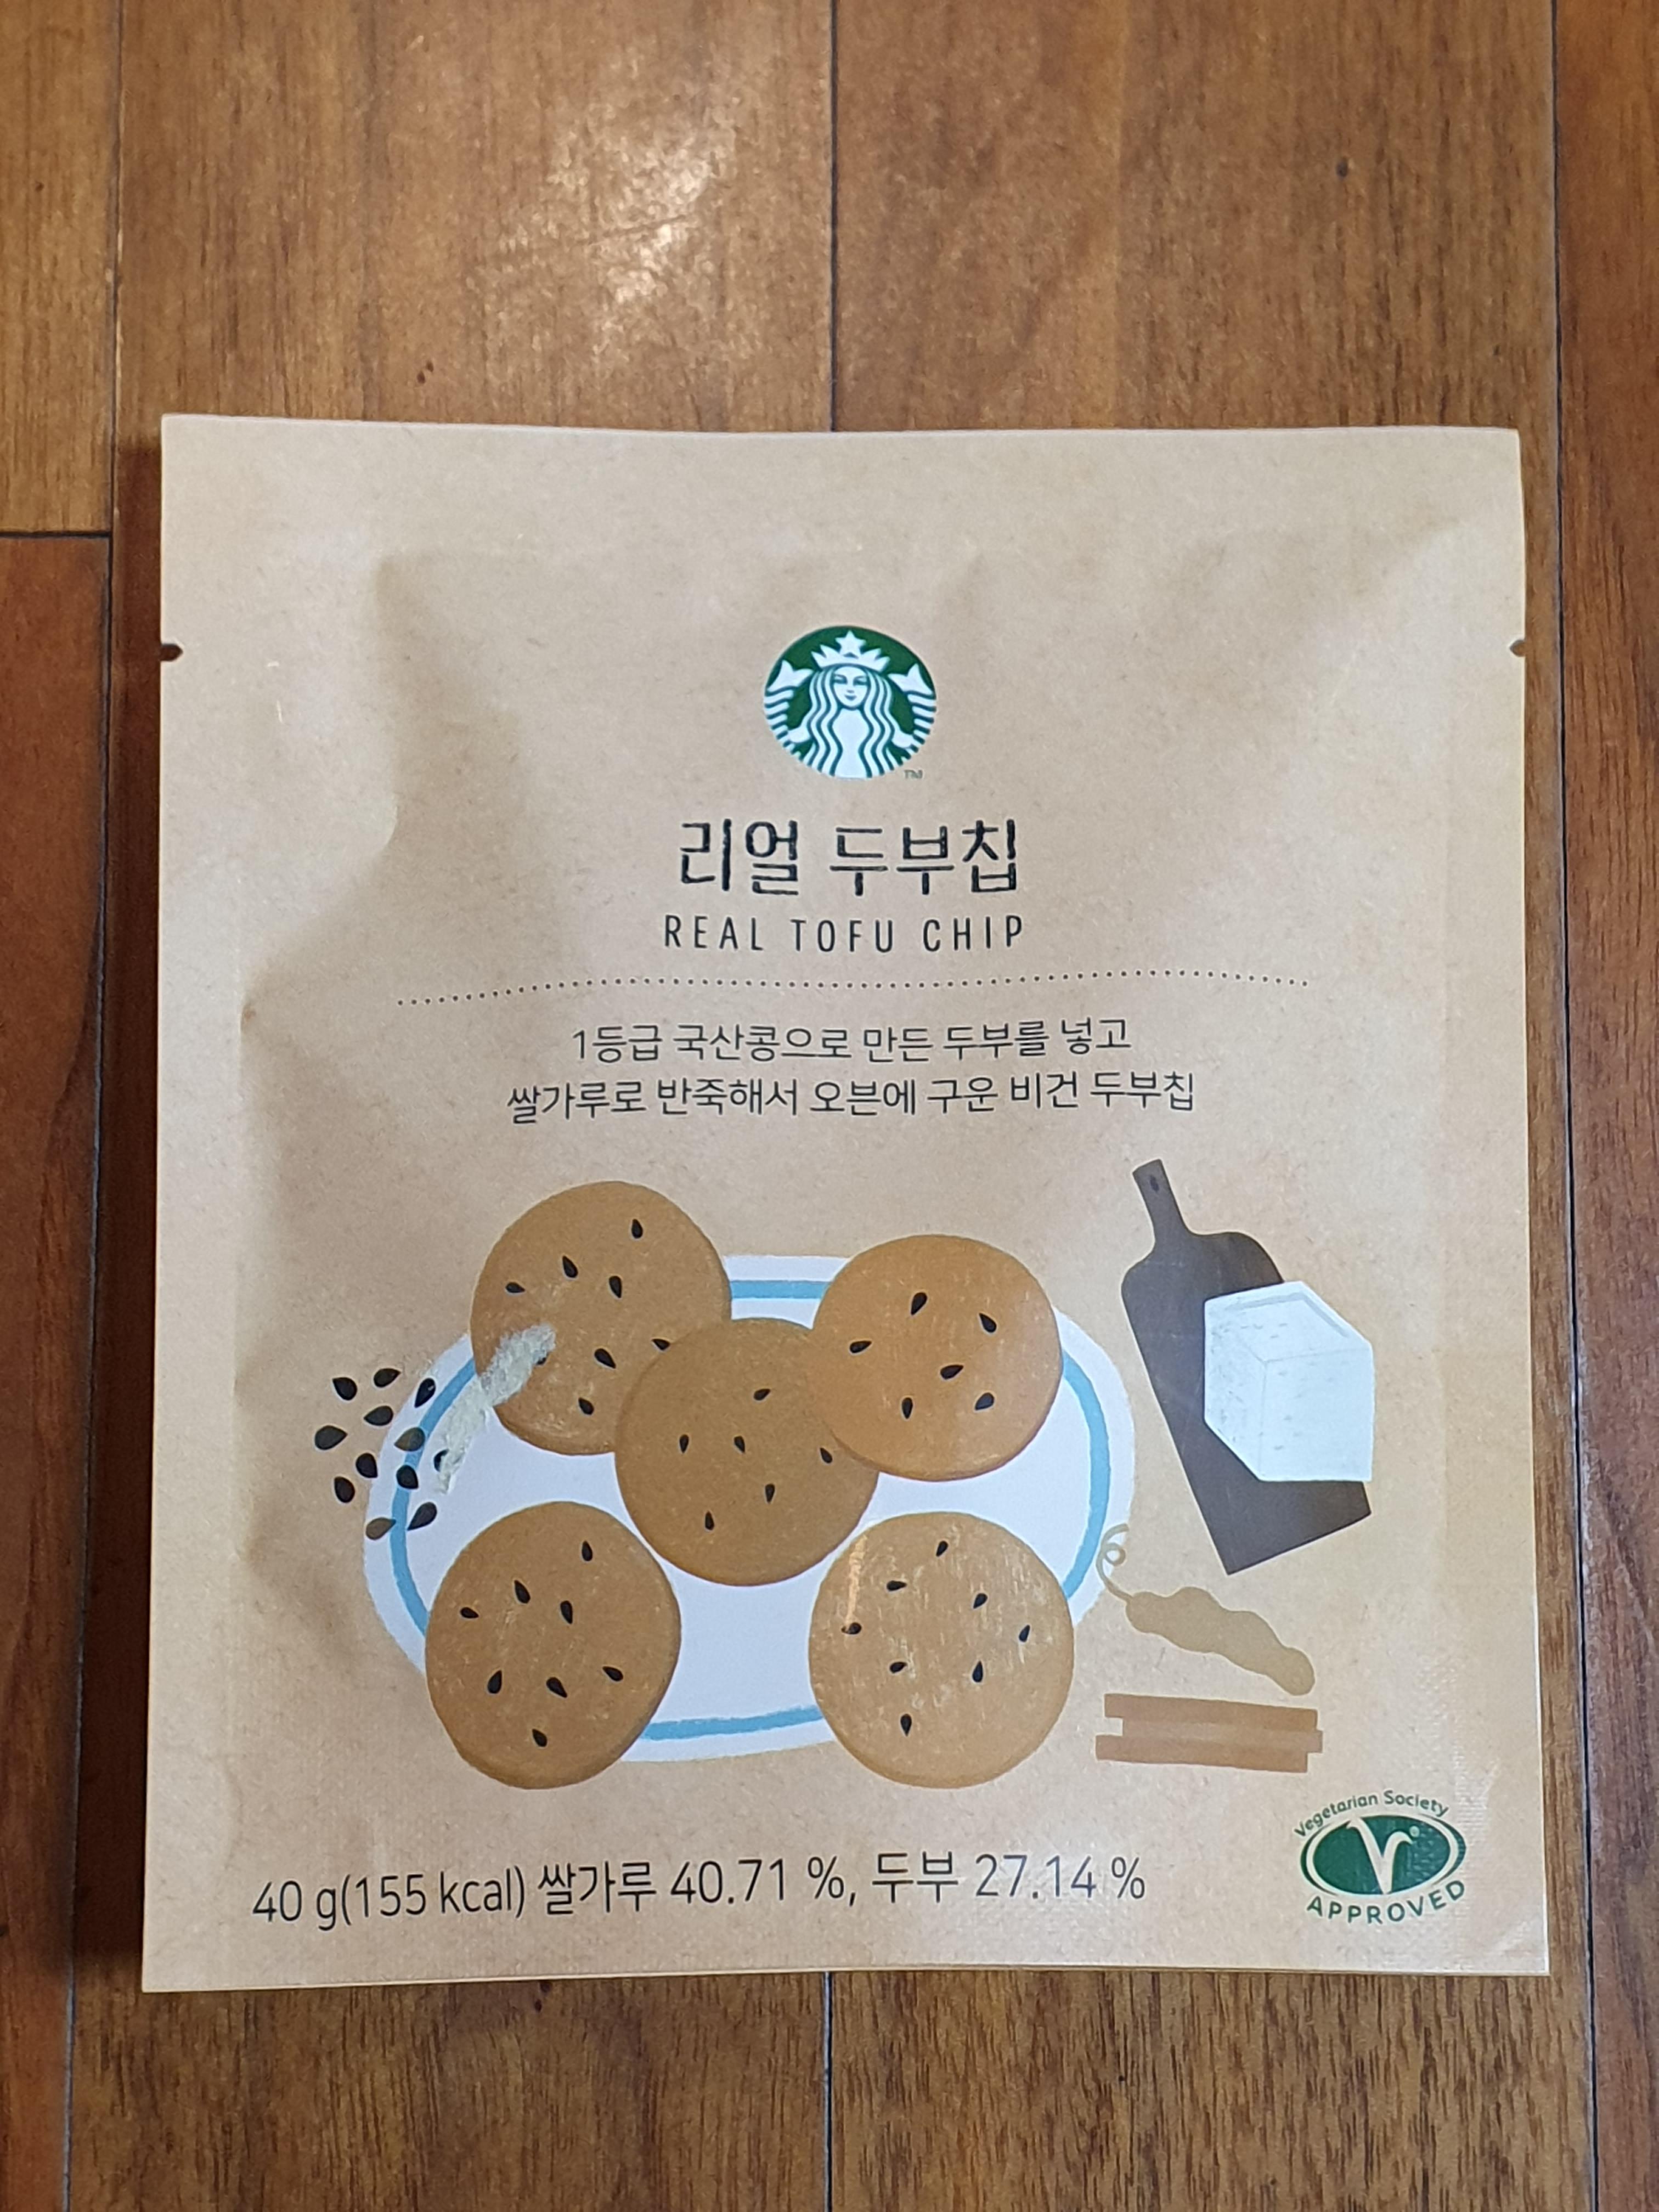 TM
리얼 두부칩
REAL TOFU CHIP
1등급 국산콩으로 만든 두부를 넣고
쌀가루로 반죽해서 오븐에 구운 비건 두부칩
Vegetarian Society
V
APPROVED
40 g(155 kcal) 쌀가루 40.71 %, 두부 27.14 %